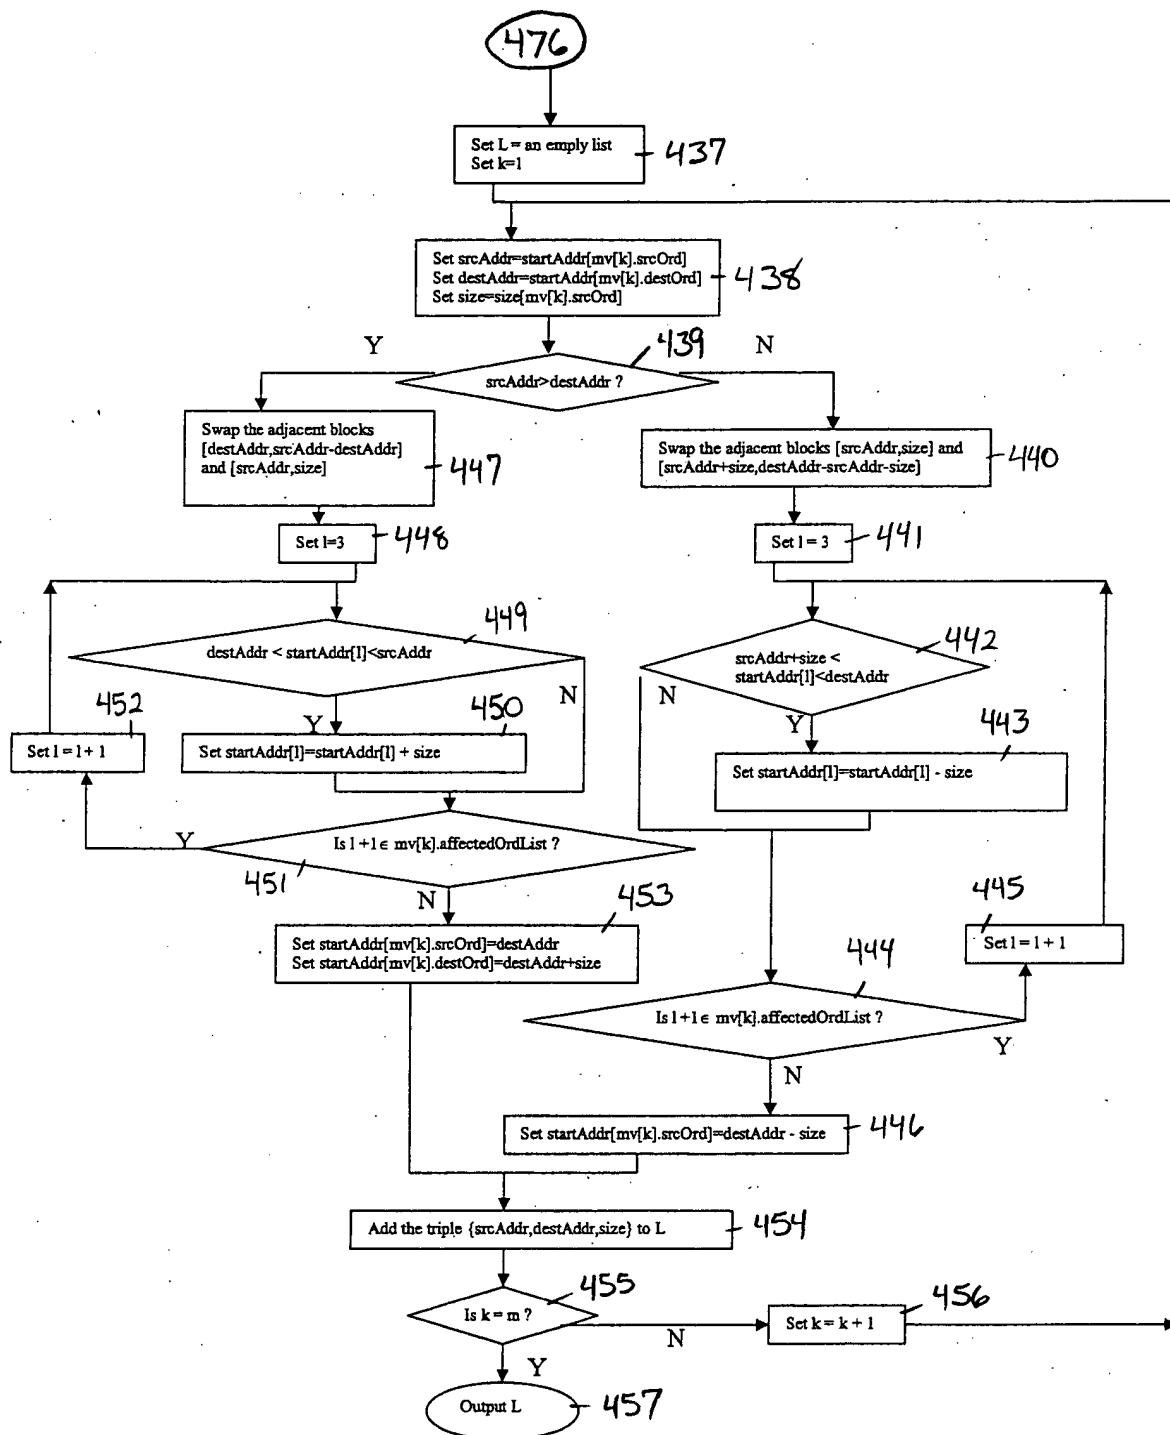 476
Set L = an emply list
Set k=1
437
Set srcAddr=startAddr[mv[k].srcOrd]
Set destAddr=startAddr[mv[k].destOrd]
Set size=size[mv[k].srcOrd]
438
439
Y
N
srcAddr>destAddr ?
Swap the adjacent blocks
[destAddr,srcAddr-destAddr]
and [srcAddr,size]
447
Swap the adjacent blocks [srcAddr,size] and
[srcAddr+size,destAddr-srcAddr-size]
440
Set l=3
448
Set l = 3
441
449
destAddr < startAddr[l]<srcAddr
N
442
srcAddr+size <
startAddr[l]<destAddr
N
Y
452
Set l = l + 1
Y
450
Set startAddr[l]=startAddr[l] + size
443
Set startAddr[l]=startAddr[l] - size
Y
Is l +1 ∈ mv[k].affectedOrdList ?
451
N
453
Set startAddr[mv[k].srcOrd]=destAddr
Set startAddr[mv[k].destOrd]=destAddr+size
445
Set l = l + 1
444
Is l +1 ∈ mv[k].affectedOrdList ?
Y
N
Set startAddr[mv[k].srcOrd]=destAddr - size
446
Add the triple {srcAddr,destAddr,size} to L
454
455
Is k = m ?
N
456
Set k = k + 1
Y
Output L
457